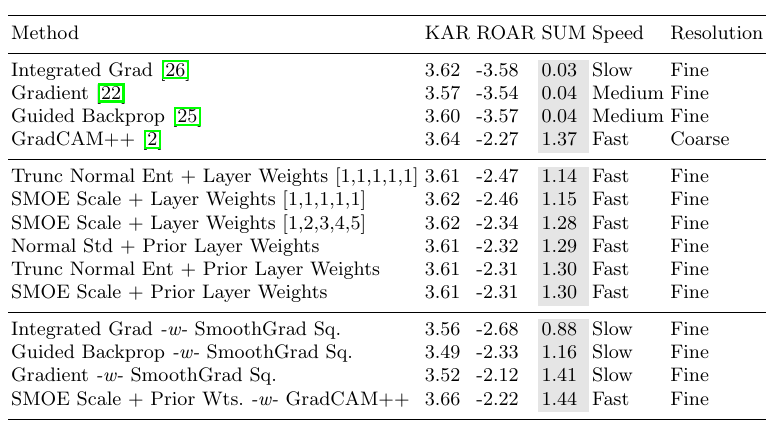 Method KAR ROAR SUM Speed Resolution
Integrated Grad [26] 3.62 -3.58 0.03 Slow Fine
Gradient [22] 3.57 -3.54 0.04 Medium Fine
Guided Backprop [25] 3.60 -3.57 0.04 Medium Fine
GradCAM++ [2] 3.64 -2.27 1.37 Fast Coarse
Trunc Normal Ent + Layer Weights [1,1,1,1,1] 3.61 -2.47 1.14 Fast Fine
SMOE Scale + Layer Weights [1,1,1,1,1] 3.62 -2.46 1.15 Fast Fine
SMOE Scale + Layer Weights [1,2,3,4,5] 3.62 -2.34 1.28 Fast Fine
Normal Std + Prior Layer Weights 3.61 -2.32 1.29 Fast Fine
Trunc Normal Ent + Prior Layer Weights 3.61 -2.31 1.30 Fast Fine
SMOE Scale + Prior Layer Weights 3.61 -2.31 1.30 Fast Fine
Integrated Grad -w- SmoothGrad Sq. 3.56 -2.68 0.88 Slow Fine
Guided Backprop -w- SmoothGrad Sq. 3.49 -2.33 1.16 Slow Fine
Gradient -w- SmoothGrad Sq. 3.52 -2.12 1.41 Slow Fine
SMOE Scale + Prior Wts. -w- GradCAM++ 3.66 -2.22 1.44 Fast Fine